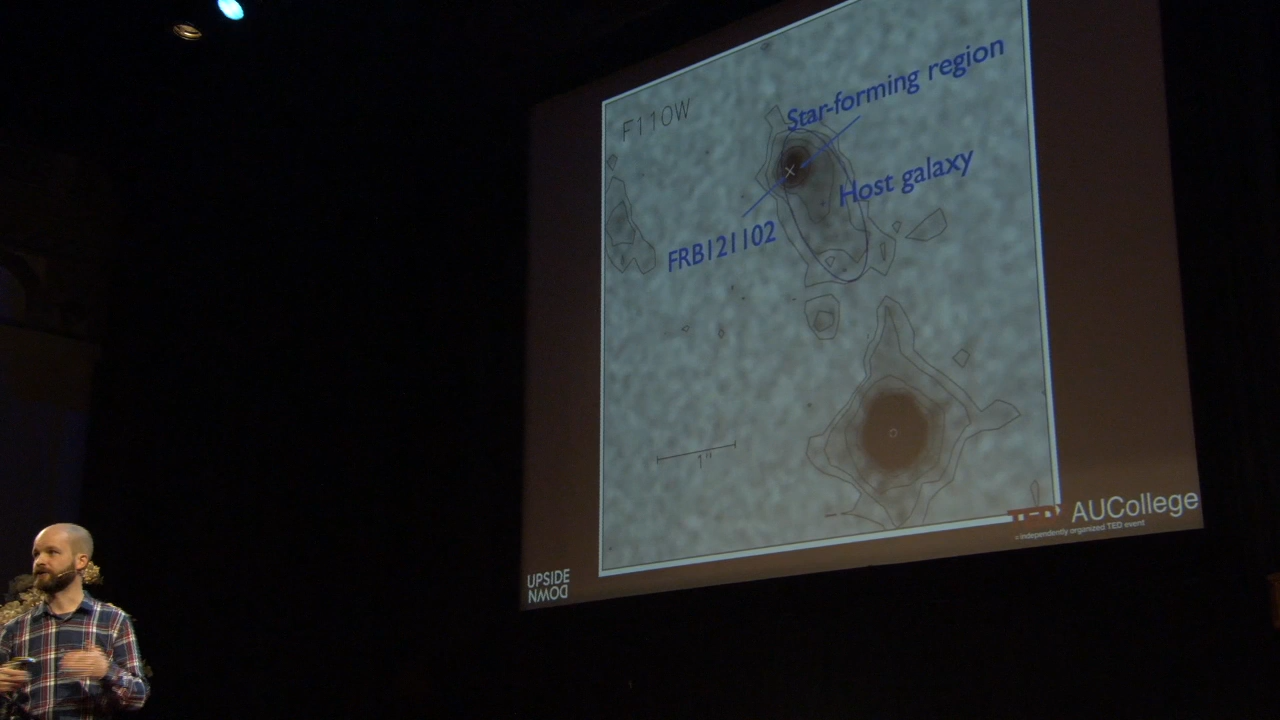 F110W
Star-forming region
Host galaxy
FRB121102
1"
TEDx AUCollege
x = independently organized TED event
UPSIDE
DOWN